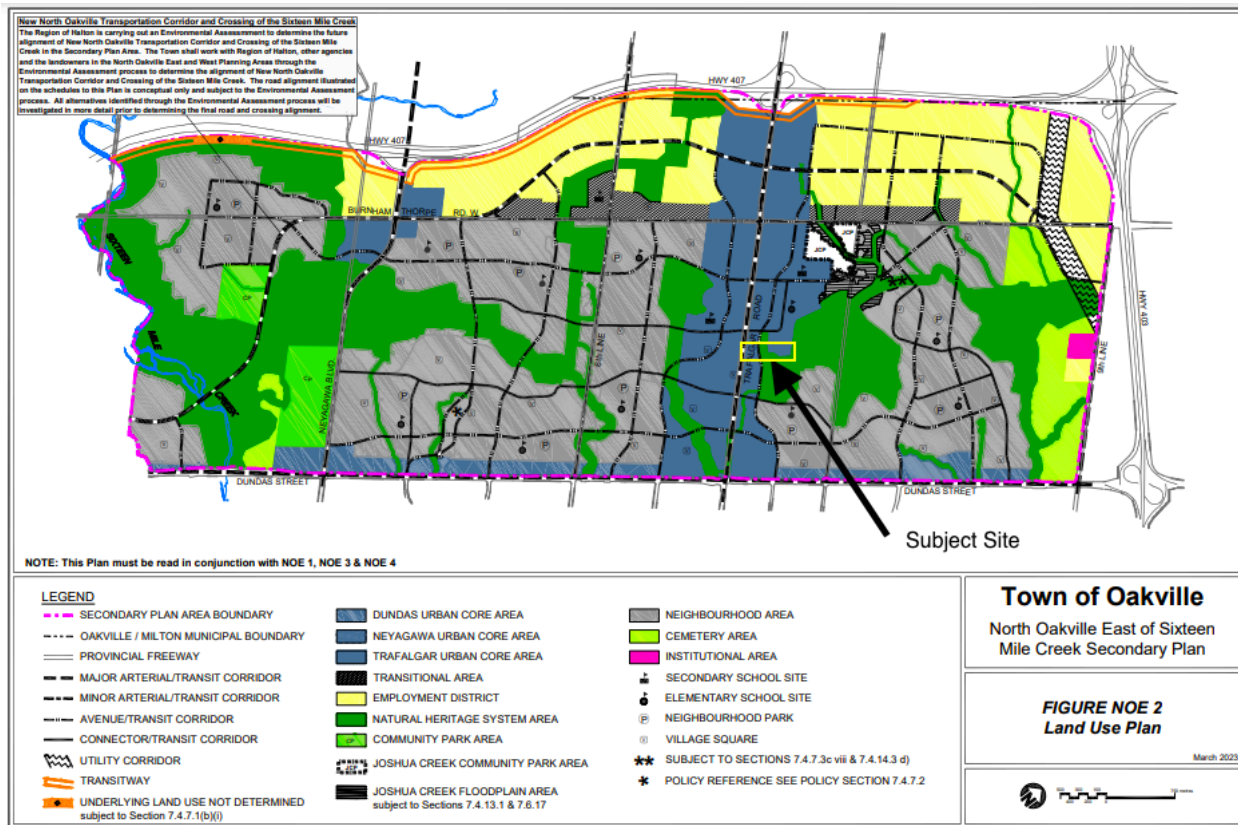 New North Oakville Transportation Corridor and Crossing of the Sixteen Mile Creek
The Region of Halton is carrying out an Environmental Assessmment to determine the future
alignment of New North Oakville Transportation Corridor and Crossing of the Sixteen Mile
Creek in the Secondary Plan Area. The Town shall work with Region of Halton, other agencies
and the landowners in the North Oakville East and West Planning Areas through the
Environmental Assessment process to determine the alignment of New North Oakville
Transportation Corridor and Crossing of the Sixteen Mile Creek. The road alignment illustrated
on the schedules to this Plan is conceptual only and subject to the Environmental Assessment
process. All alternatives identified through the Environmental Assessment process will be
investigated in more detail prior to determining the final road and crossing alignment.
HWY 407
HWY 407
BURNHAM THORPE RD. W
JCP
JCP
SIXTEEN
MILE
CREEK
CP
CP
NEYAGAWA BLVD.
6th LINE
TRAFALGAR ROAD
9th LINE
HWY 403
DUNDAS STREET
DUNDAS STREET
Subject Site
NOTE: This Plan must be read in conjunction with NOE 1, NOE 3 & NOE 4
LEGEND
SECONDARY PLAN AREA BOUNDARY
OAKVILLE / MILTON MUNICIPAL BOUNDARY
PROVINCIAL FREEWAY
MAJOR ARTERIAL/TRANSIT CORRIDOR
MINOR ARTERIAL/TRANSIT CORRIDOR
AVENUE/TRANSIT CORRIDOR
CONNECTOR/TRANSIT CORRIDOR
UTILITY CORRIDOR
TRANSITWAY
UNDERLYING LAND USE NOT DETERMINED
subject to Section 7.4.7.1(b)(i)
DUNDAS URBAN CORE AREA
NEYAGAWA URBAN CORE AREA
TRAFALGAR URBAN CORE AREA
TRANSITIONAL AREA
EMPLOYMENT DISTRICT
NATURAL HERITAGE SYSTEM AREA
CP COMMUNITY PARK AREA
JCP JOSHUA CREEK COMMUNITY PARK AREA
JOSHUA CREEK FLOODPLAIN AREA
subject to Sections 7.4.13.1 & 7.6.17
NEIGHBOURHOOD AREA
CEMETERY AREA
INSTITUTIONAL AREA
SECONDARY SCHOOL SITE
ELEMENTARY SCHOOL SITE
P NEIGHBOURHOOD PARK
VILLAGE SQUARE
** SUBJECT TO SECTIONS 7.4.7.3c viii & 7.4.14.3 d)
* POLICY REFERENCE SEE POLICY SECTION 7.4.7.2
Town of Oakville
North Oakville East of Sixteen
Mile Creek Secondary Plan
FIGURE NOE 2
Land Use Plan
March 2023